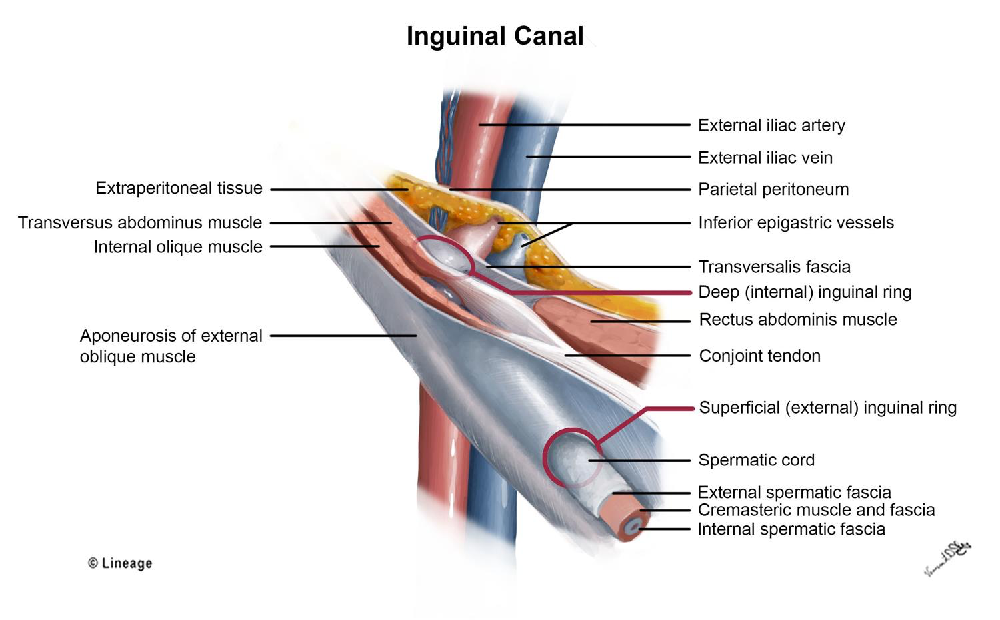 Inguinal Canal
External iliac artery
External iliac vein
Extraperitoneal tissue
Parietal peritoneum
Transversus abdominus muscle
Inferior epigastric vessels
Internal olique muscle
Transversalis fascia
Deep (internal) inguinal ring
Rectus abdominis muscle
Aponeurosis of external
oblique muscle
Conjoint tendon
Superficial (external) inguinal ring
Spermatic cord
External spermatic fascia
Cremasteric muscle and fascia
Internal spermatic fascia
© Lineage